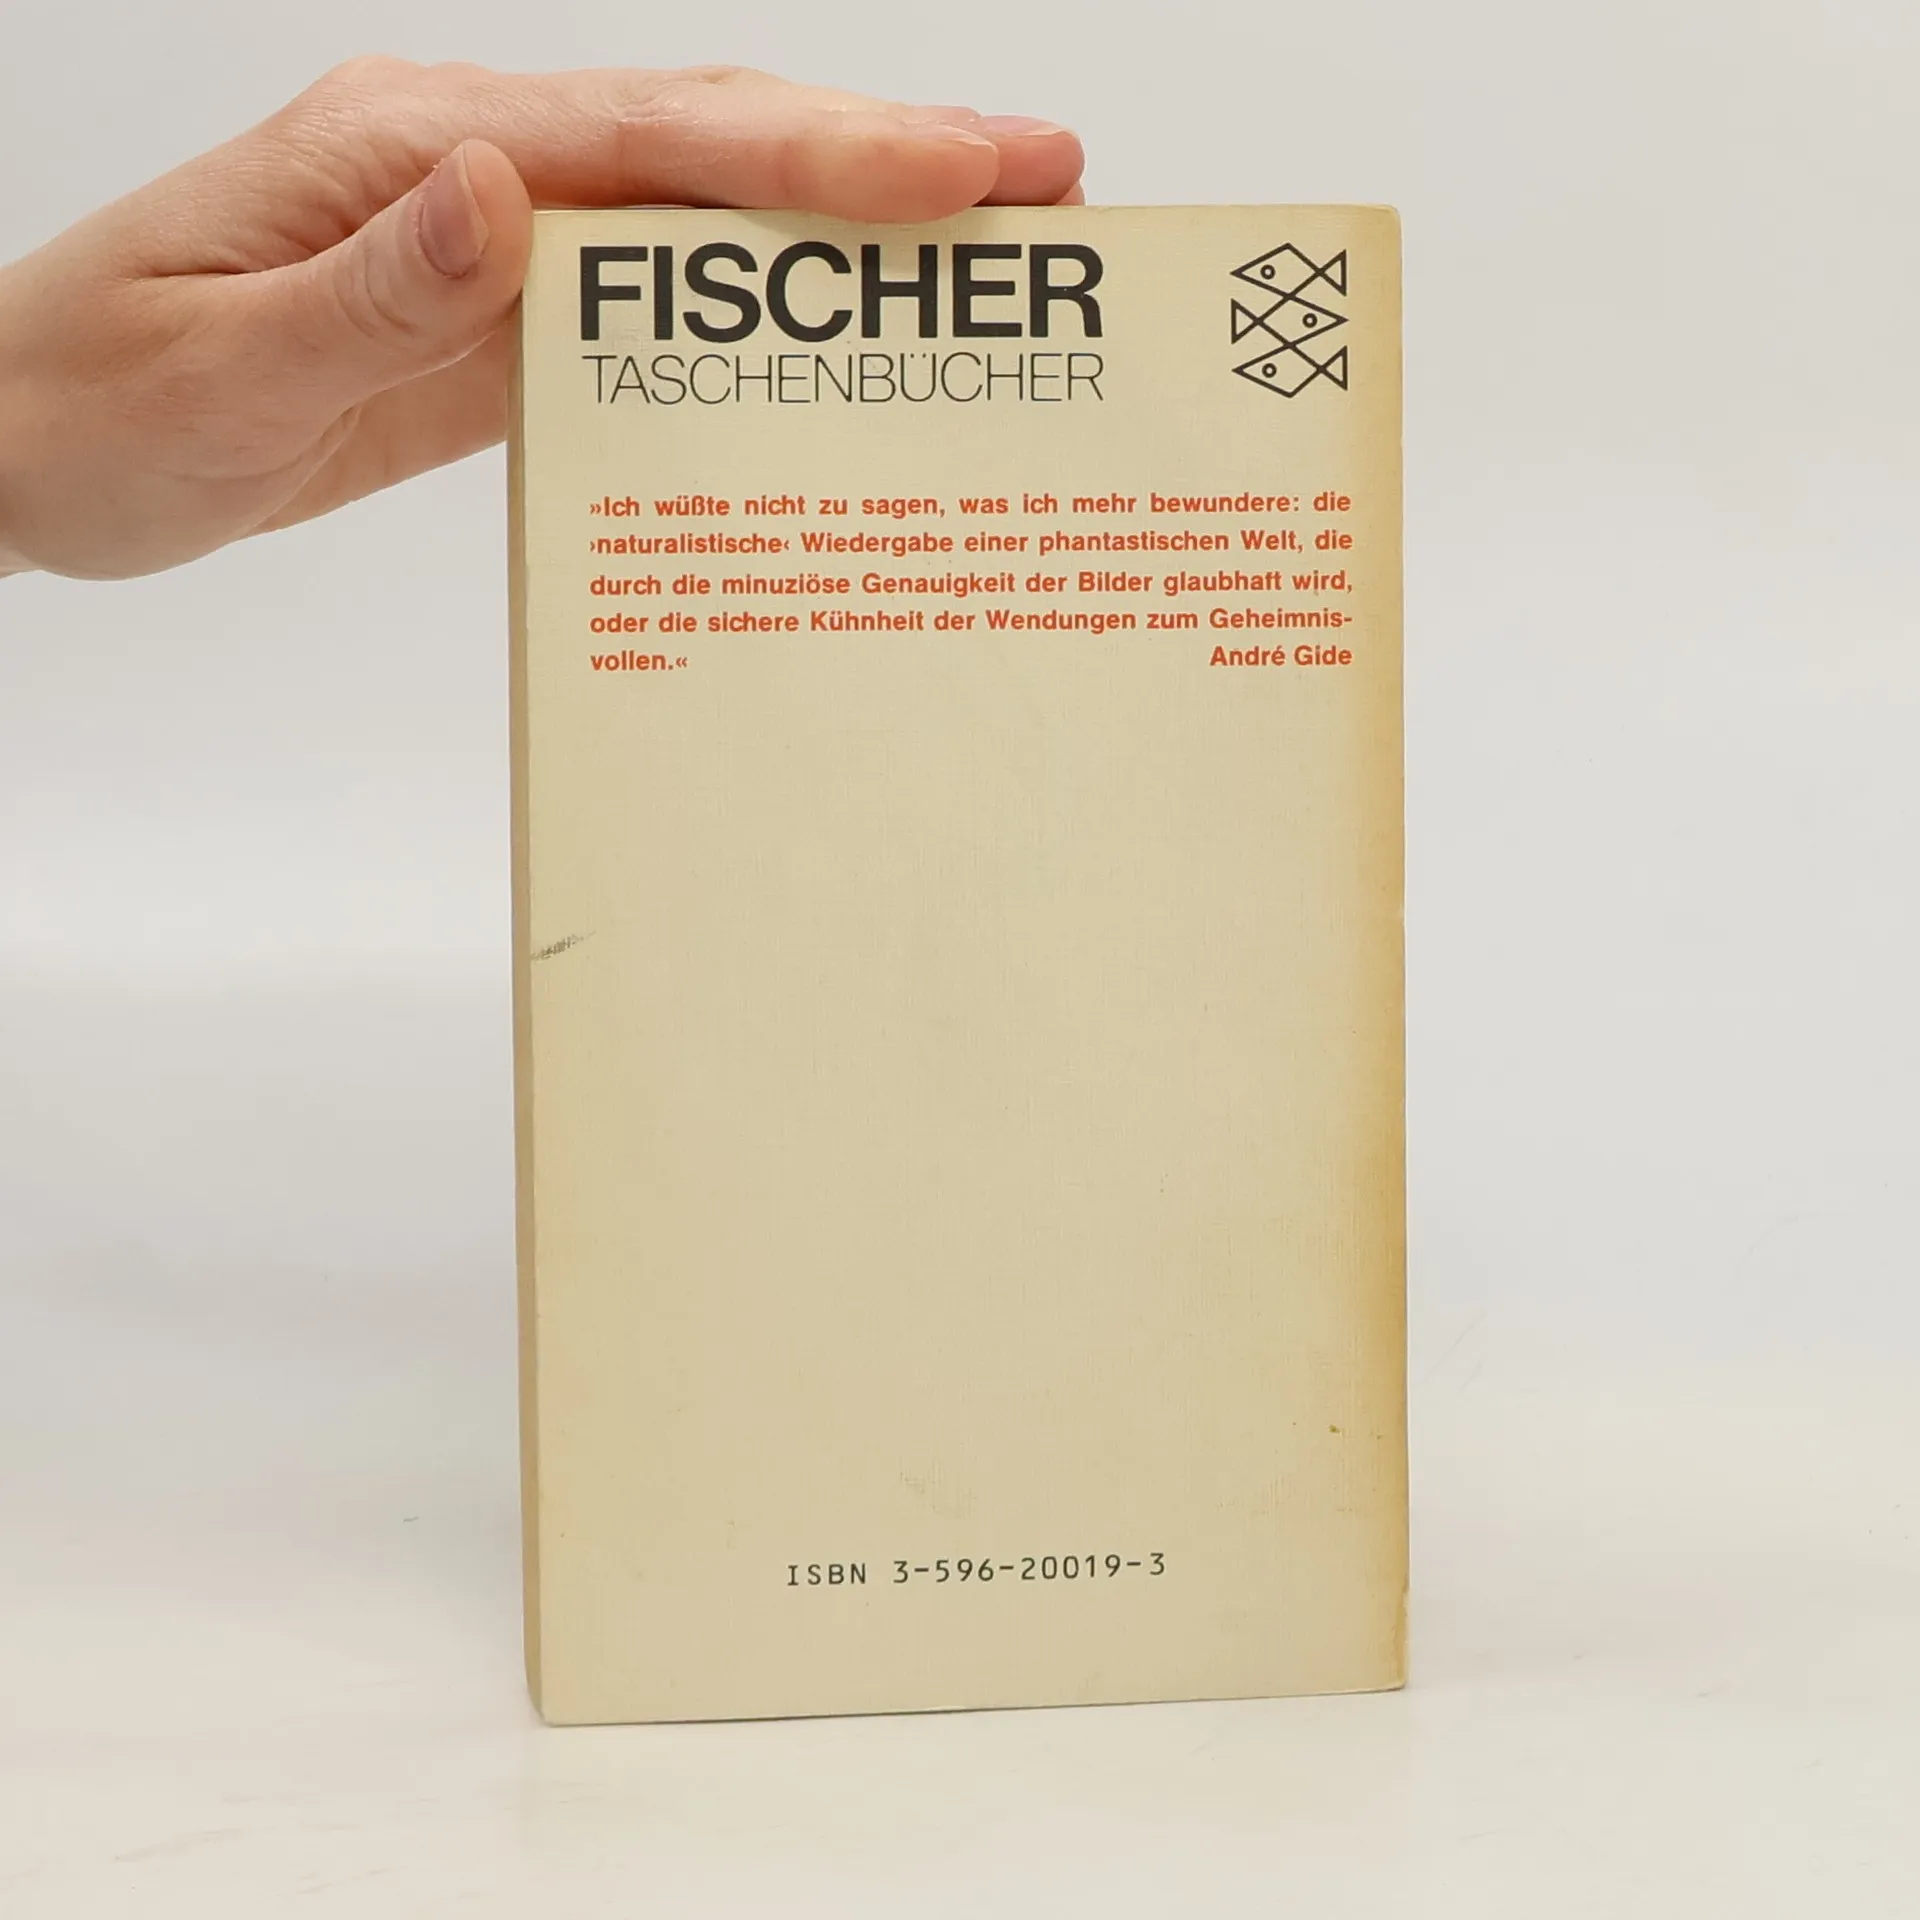 FISCHER
TASCHENBÜCHER
»Ich wüßte nicht zu sagen, was ich mehr bewundere: die
›naturalistische‹ Wiedergabe einer phantastischen Welt, die
durch die minuziöse Genauigkeit der Bilder glaubhaft wird,
oder die sichere Kühnheit der Wendungen zum Geheimnis-
vollen.« André Gide
ISBN 3-596-20019-3